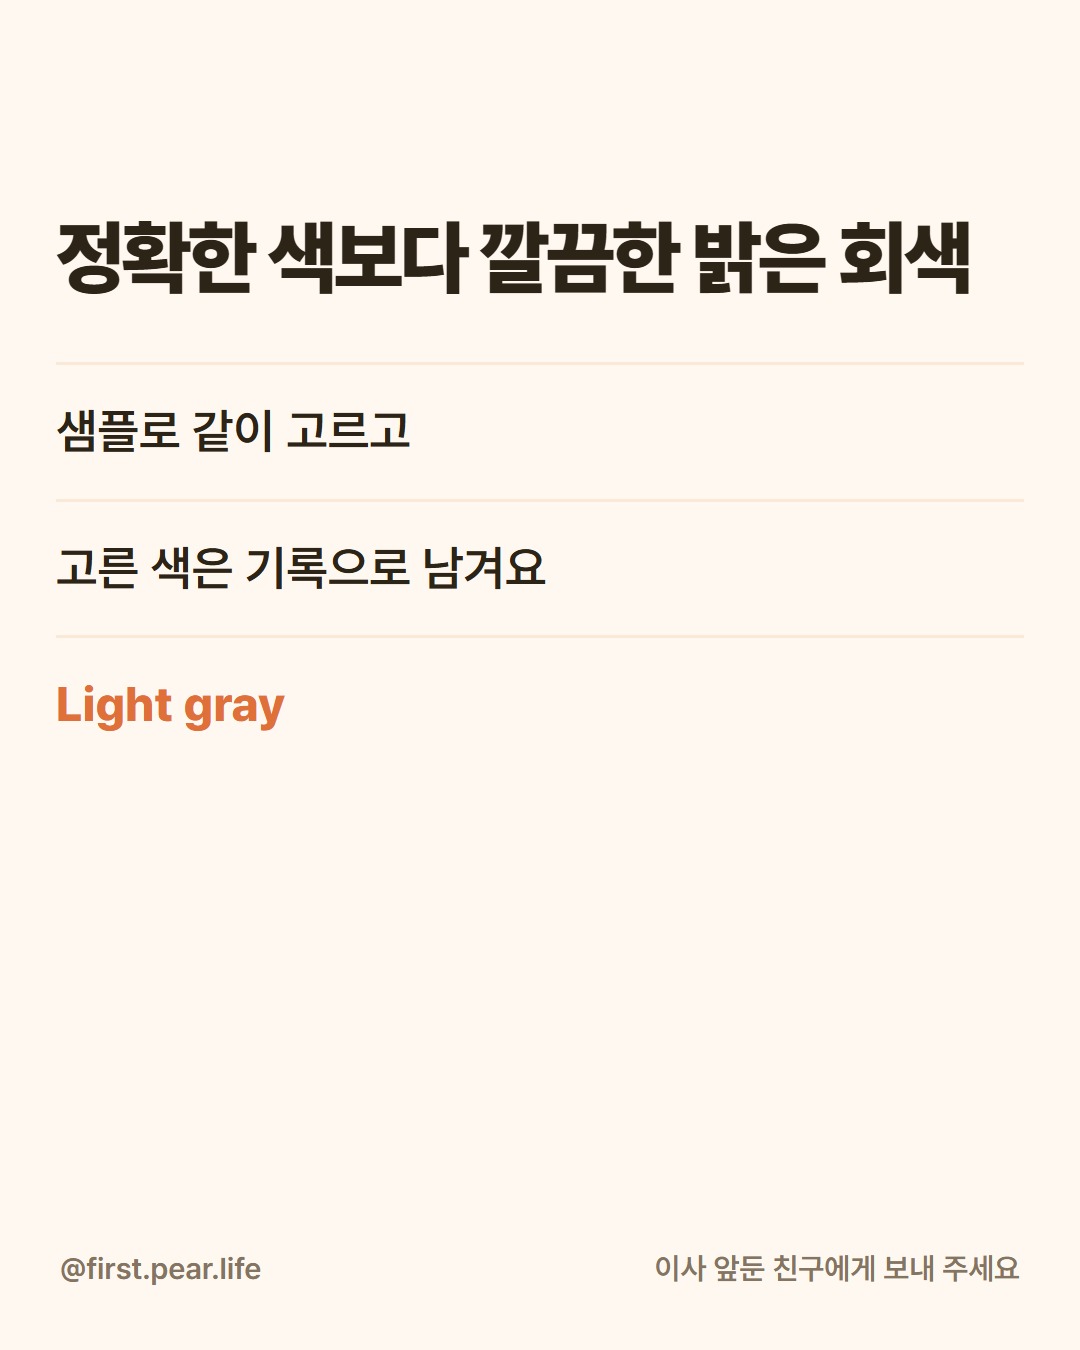 정확한 색보다 깔끔한 밝은 회색
샘플로 같이 고르고
고른 색은 기록으로 남겨요
Light gray
@first.pear.life
이사 앞둔 친구에게 보내 주세요